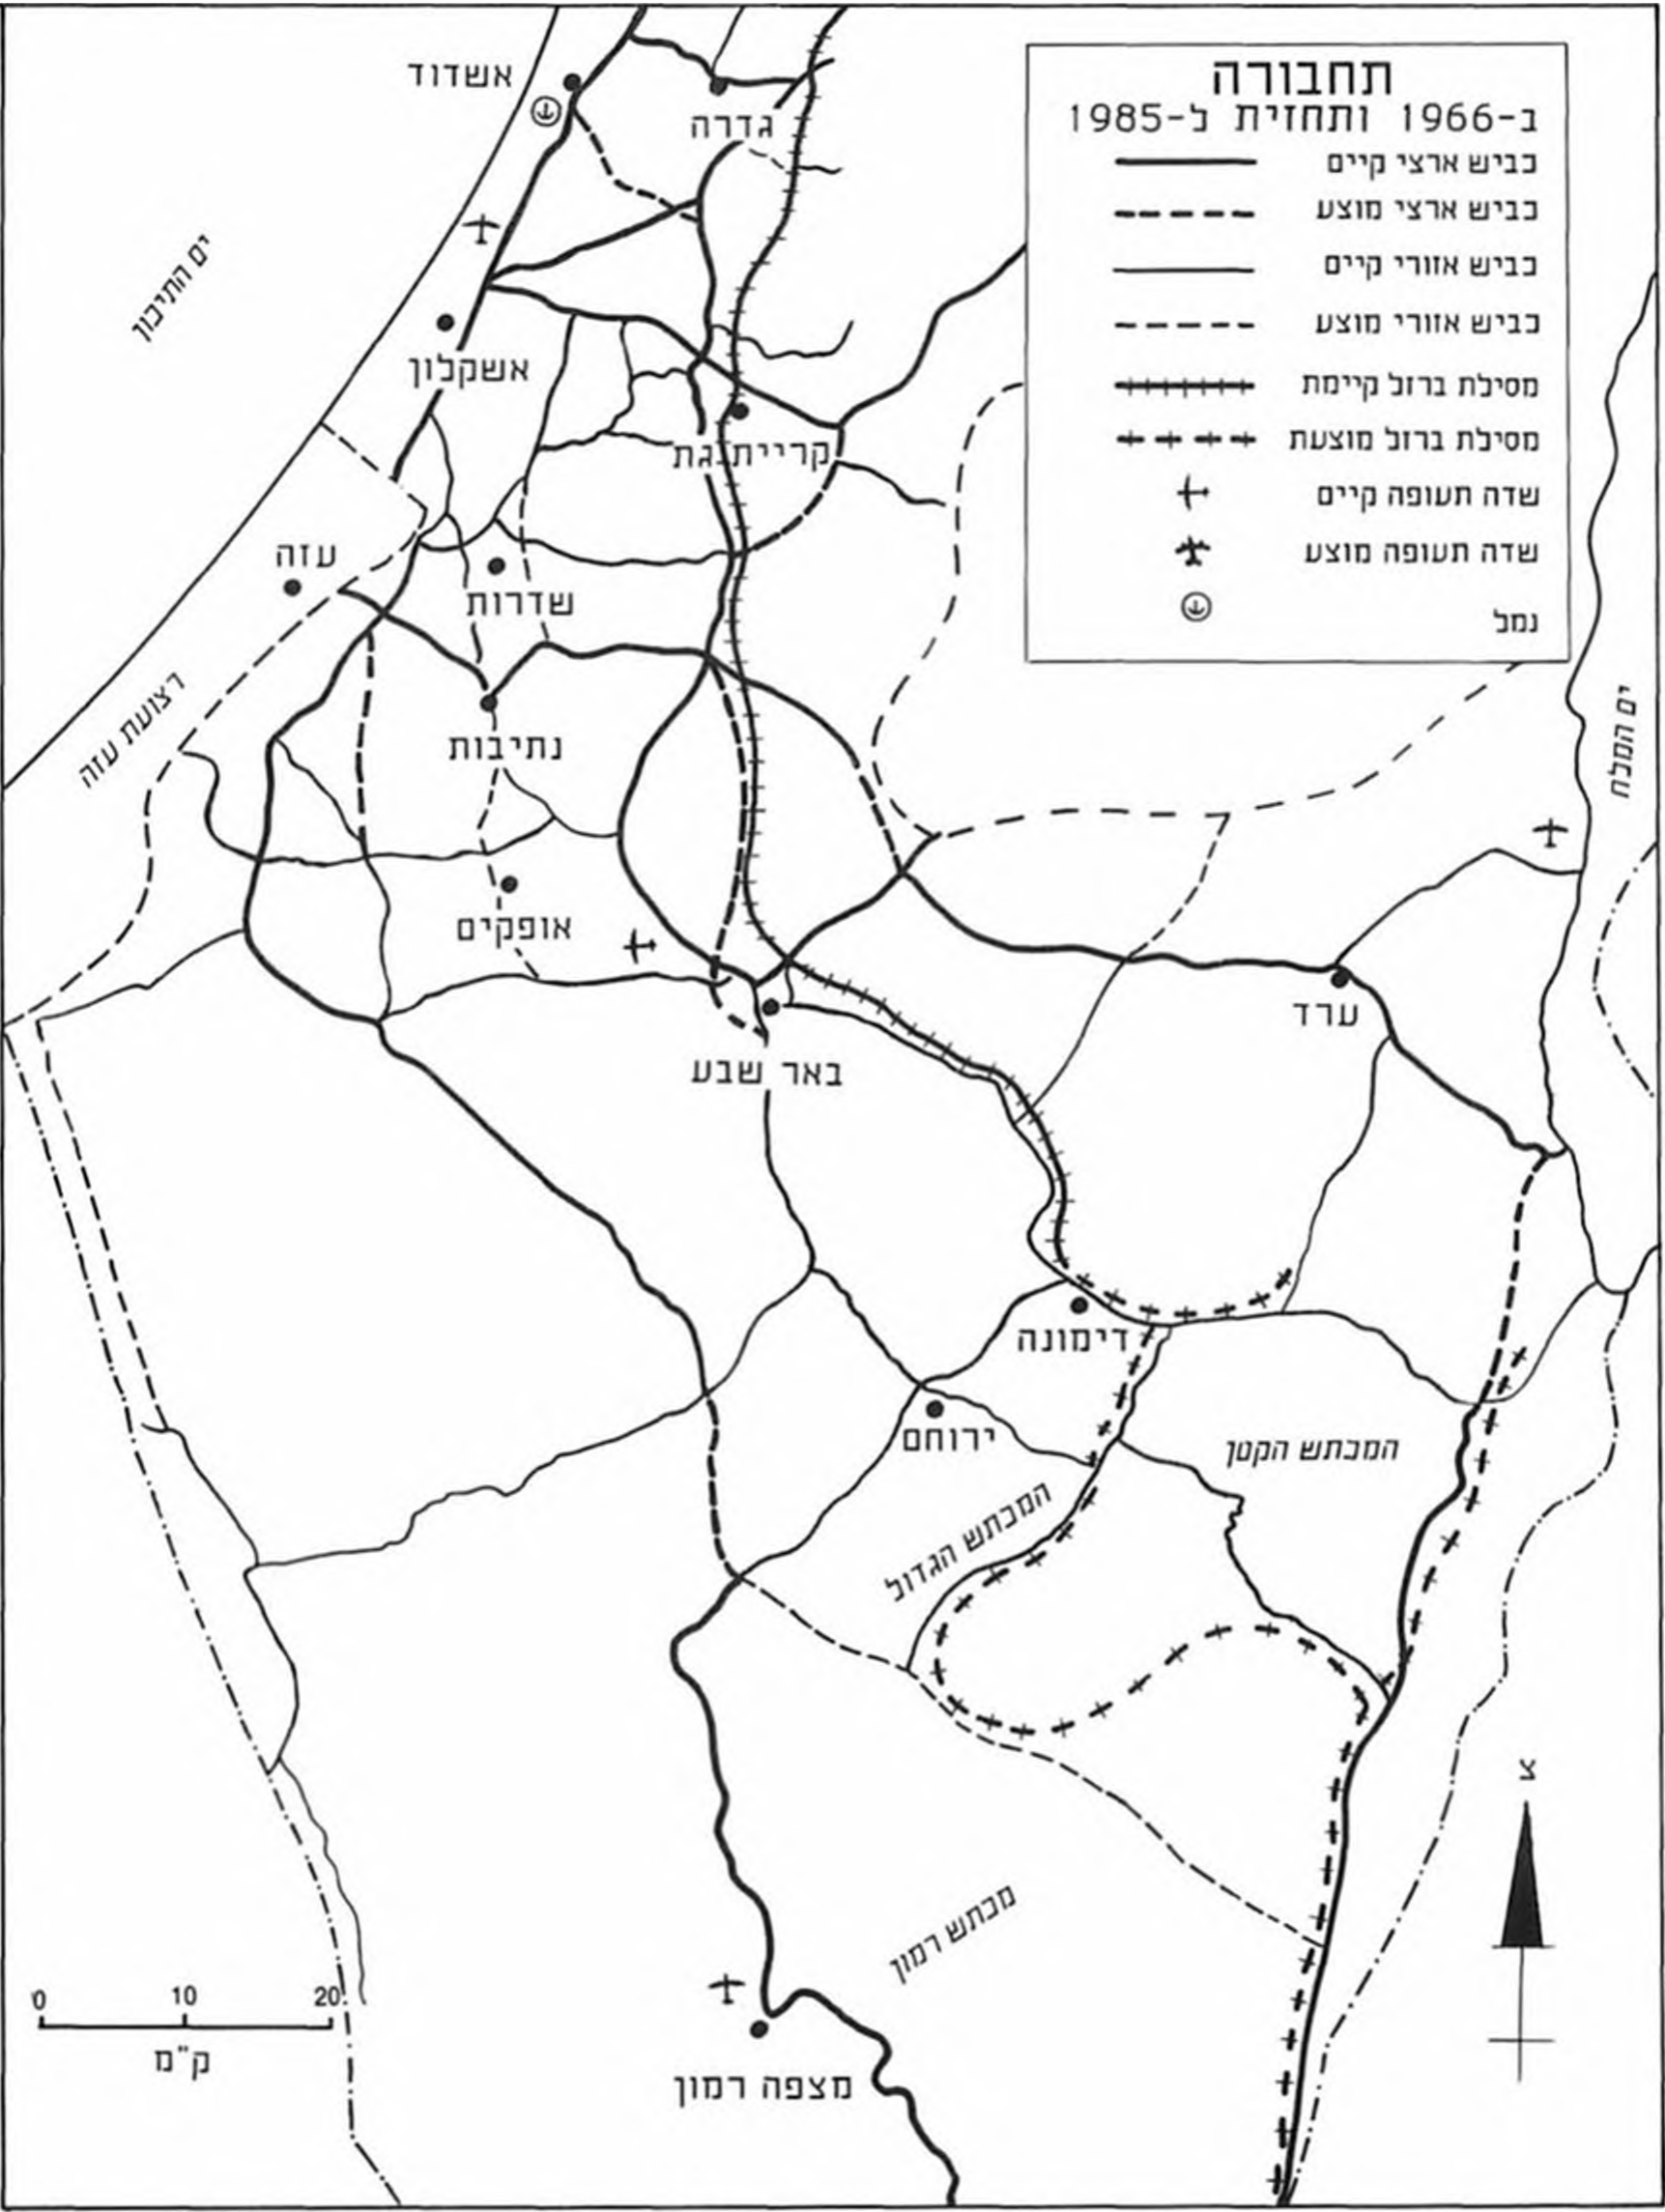 תחבורה
ב-1966 ותחזית ל-1985
כביש ארצי קיים
כביש ארצי מוצע
כביש אזורי קיים
כביש אזורי מוצע
מסילת ברזל קיימת
מסילת ברזל מוצעת
שדה תעופה קיים
שדה תעופה מוצע
נמל
אשדוד
גדרה
ים התיכון
אשקלון
קריית גת
עזה
שדרות
רצועת עזה
נתיבות
ים המלח
אופקים
ערד
באר שבע
דימונה
ירוחם
המכתש הקטן
המכתש הגדול
צ
מכתש רמון
0 10 20
ק"מ
מצפה רמון